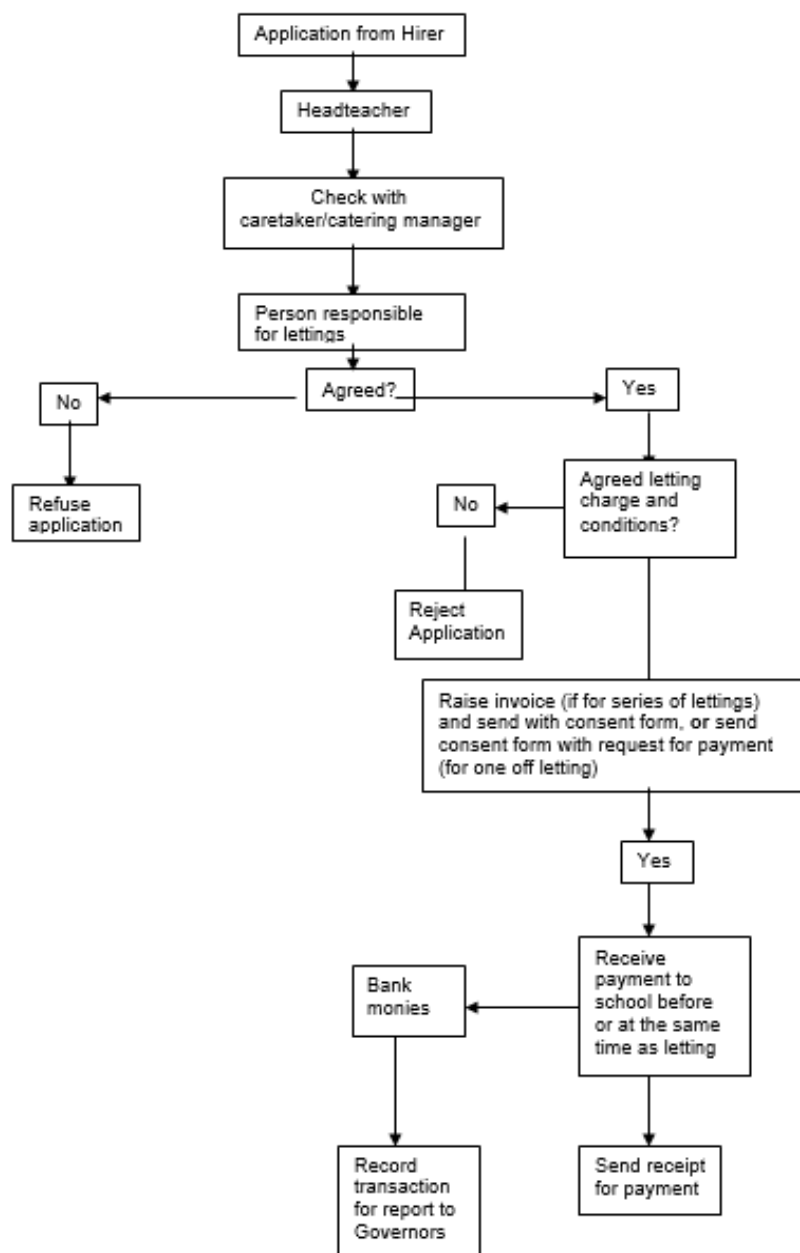 Application from Hirer
Headteacher
Check with
caretaker/catering manager
Person responsible
for lettings
Agreed?
No
Yes
Refuse
application
Agreed letting
charge and
conditions?
No
Reject
Application
Raise invoice (if for series of lettings)
and send with consent form, or send
consent form with request for payment
(for one off letting)
Yes
Receive
payment to
school before
or at the same
time as letting
Bank
monies
Record
transaction
for report to
Governors
Send receipt
for payment